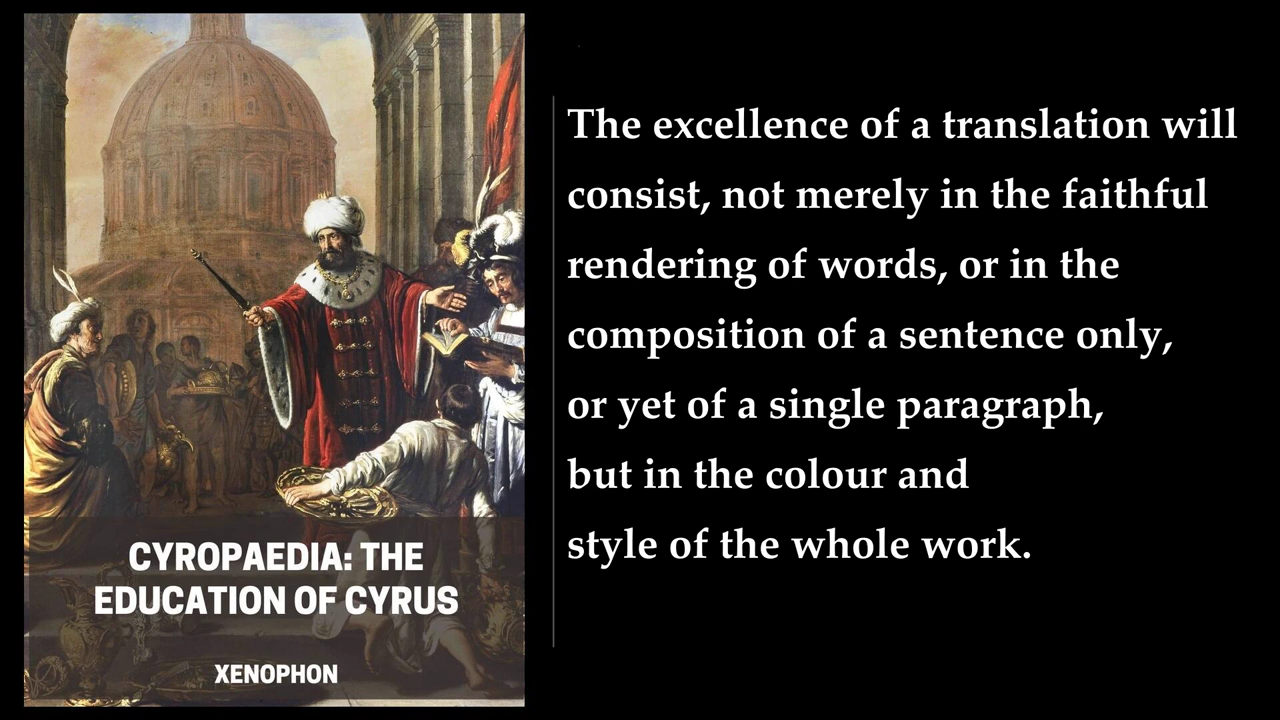 CYROPAEDIA: THE
EDUCATION OF CYRUS
XENOPHON
The excellence of a translation will
consist, not merely in the faithful
rendering of words, or in the
composition of a sentence only,
or yet of a single paragraph,
but in the colour and
style of the whole work.